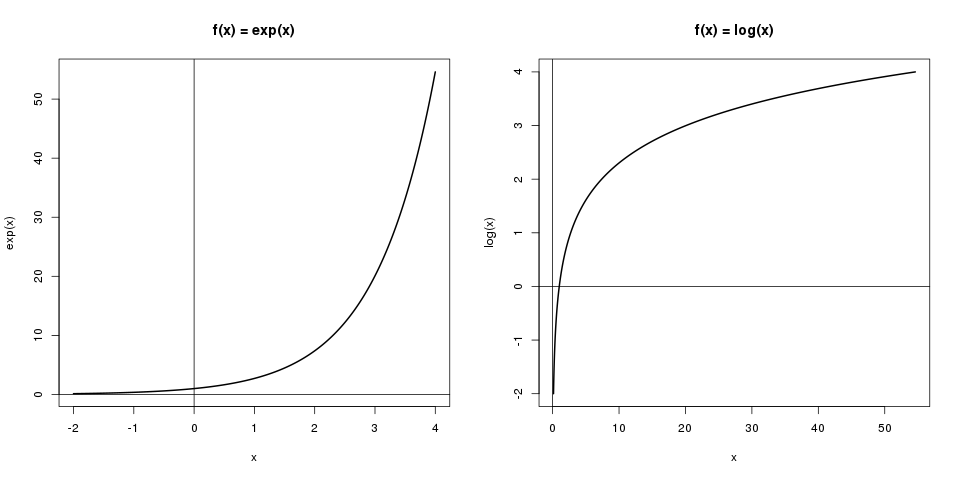 f(x) = exp(x)
exp(x)
50
40
30
20
10
0
-2 -1 0 1 2 3 4
x
f(x) = log(x)
log(x)
4
3
2
1
0
-1
-2
0 10 20 30 40 50
x